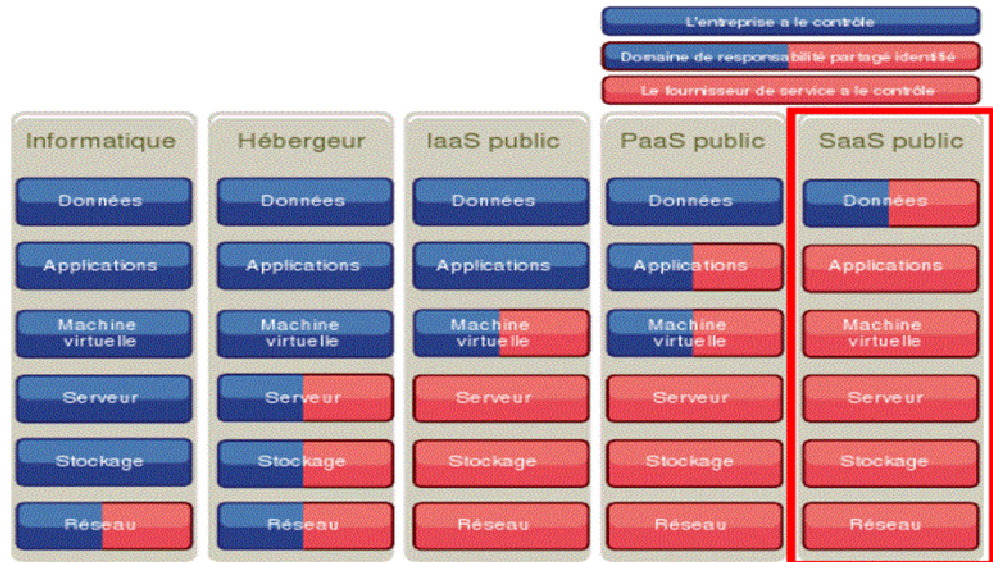 L'entreprise a le contrôle
Domaine de responsabilité partagé identifié
Le fournisseur de service a le contrôle
Informatique
Hébergeur
IaaS public
PaaS public
SaaS public
Données
Données
Données
Données
Données
Applications
Applications
Applications
Applications
Applications
Machine
virtuelle
Machine
virtuelle
Machine
virtuelle
Machine
virtuelle
Machine
virtuelle
Serveur
Serveur
Serveur
Serveur
Serveur
Stockage
Stockage
Stockage
Stockage
Stockage
Réseau
Réseau
Réseau
Réseau
Réseau